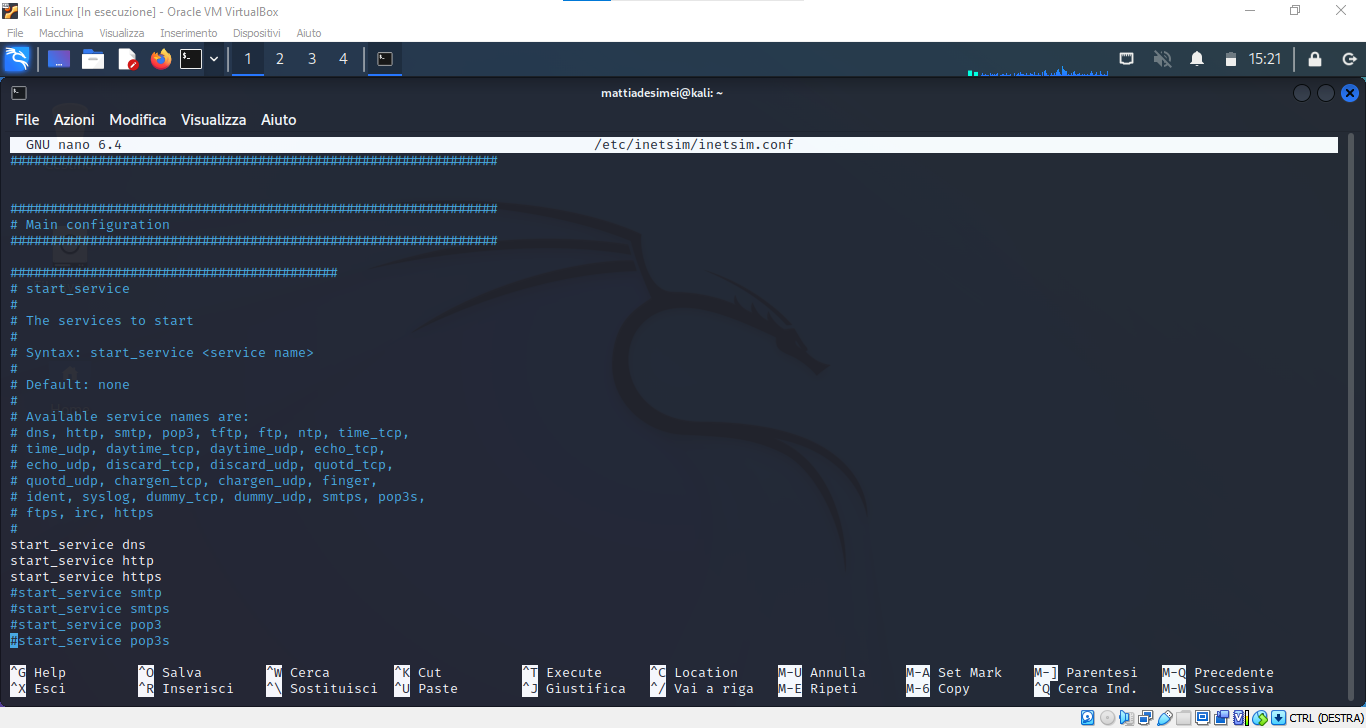 Kali Linux [In esecuzione] - Oracle VM VirtualBox
File Macchina Visualizza Inserimento Dispositivi Aiuto
1 2 3 4 15:21
mattiadesimei@kali: ~
File Azioni Modifica Visualizza Aiuto
GNU nano 6.4 /etc/inetsim/inetsim.conf
#############################################################
#############################################################
# Main configuration
#############################################################
#########################################
# start_service
#
# The services to start
#
# Syntax: start_service <service name>
#
# Default: none
#
# Available service names are:
# dns, http, smtp, pop3, tftp, ftp, ntp, time_tcp,
# time_udp, daytime_tcp, daytime_udp, echo_tcp,
# echo_udp, discard_tcp, discard_udp, quotd_tcp,
# quotd_udp, chargen_tcp, chargen_udp, finger,
# ident, syslog, dummy_tcp, dummy_udp, smtps, pop3s,
# ftps, irc, https
#
start_service dns
start_service http
start_service https
#start_service smtp
#start_service smtps
#start_service pop3
#start_service pop3s
^G Help ^O Salva ^W Cerca ^K Cut ^T Execute ^C Location M-U Annulla M-A Set Mark M-] Parentesi M-Q Precedente
^X Esci ^R Inserisci ^\ Sostituisci ^U Paste ^J Giustifica ^/ Vai a riga M-E Ripeti M-6 Copy ^Q Cerca Ind. M-W Successiva
CTRL (DESTRA)